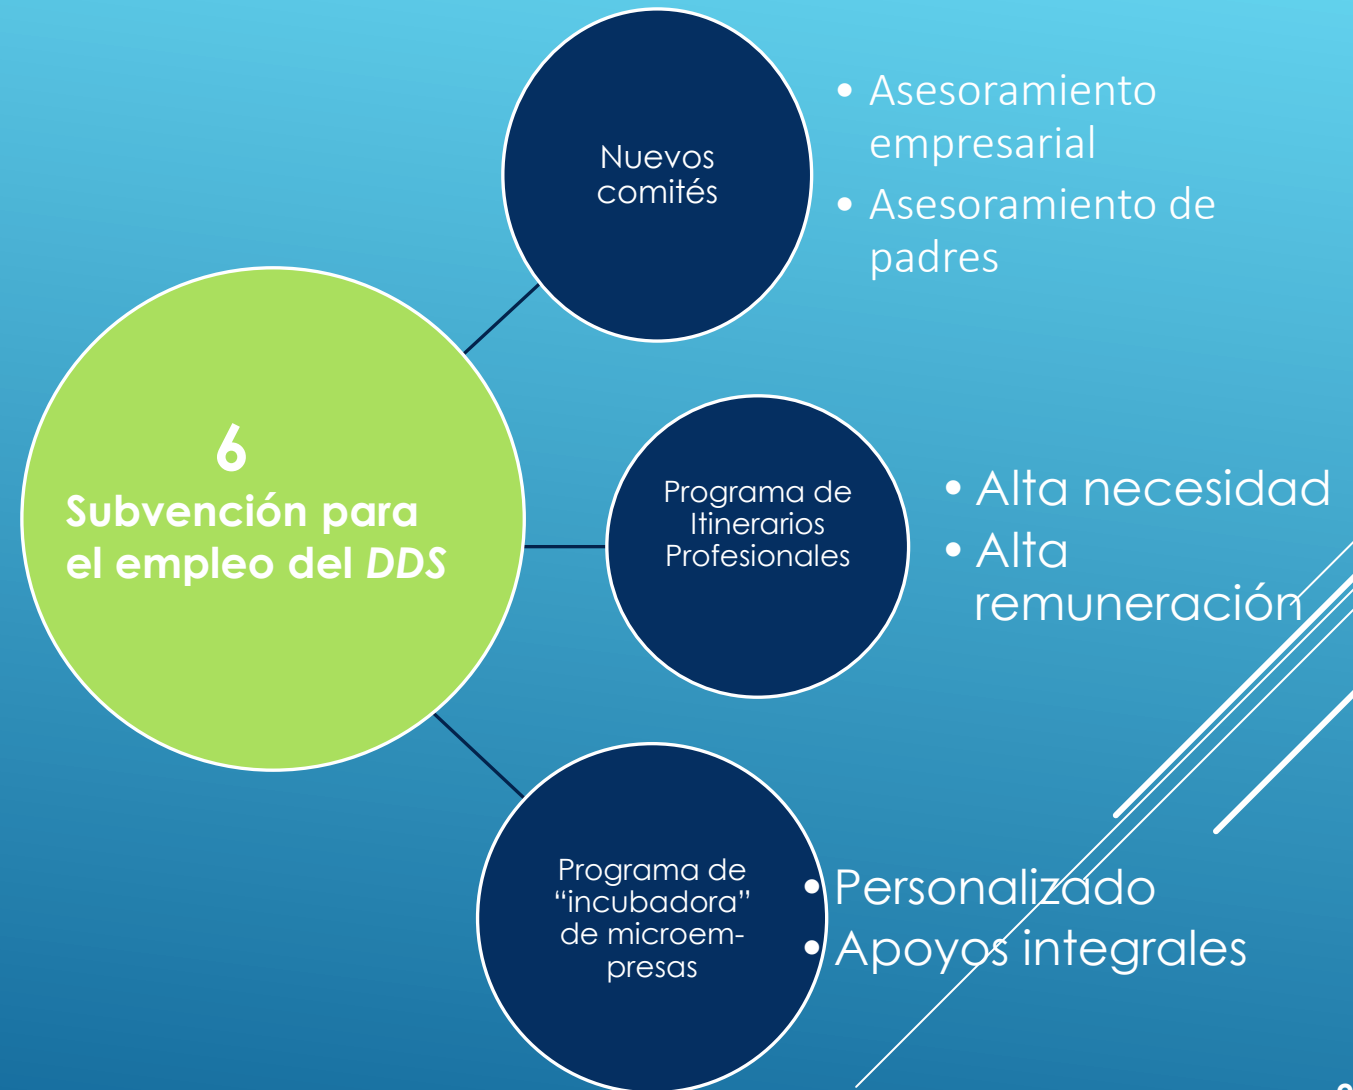 Nuevos
comités
• Asesoramiento
empresarial
• Asesoramiento de
padres
6
Subvención para
el empleo del DDS
Programa de
Itinerarios
Profesionales
• Alta necesidad
• Alta
remuneración
Programa de
“incubadora”
de microem-
presas
• Personalizado
• Apoyos integrales